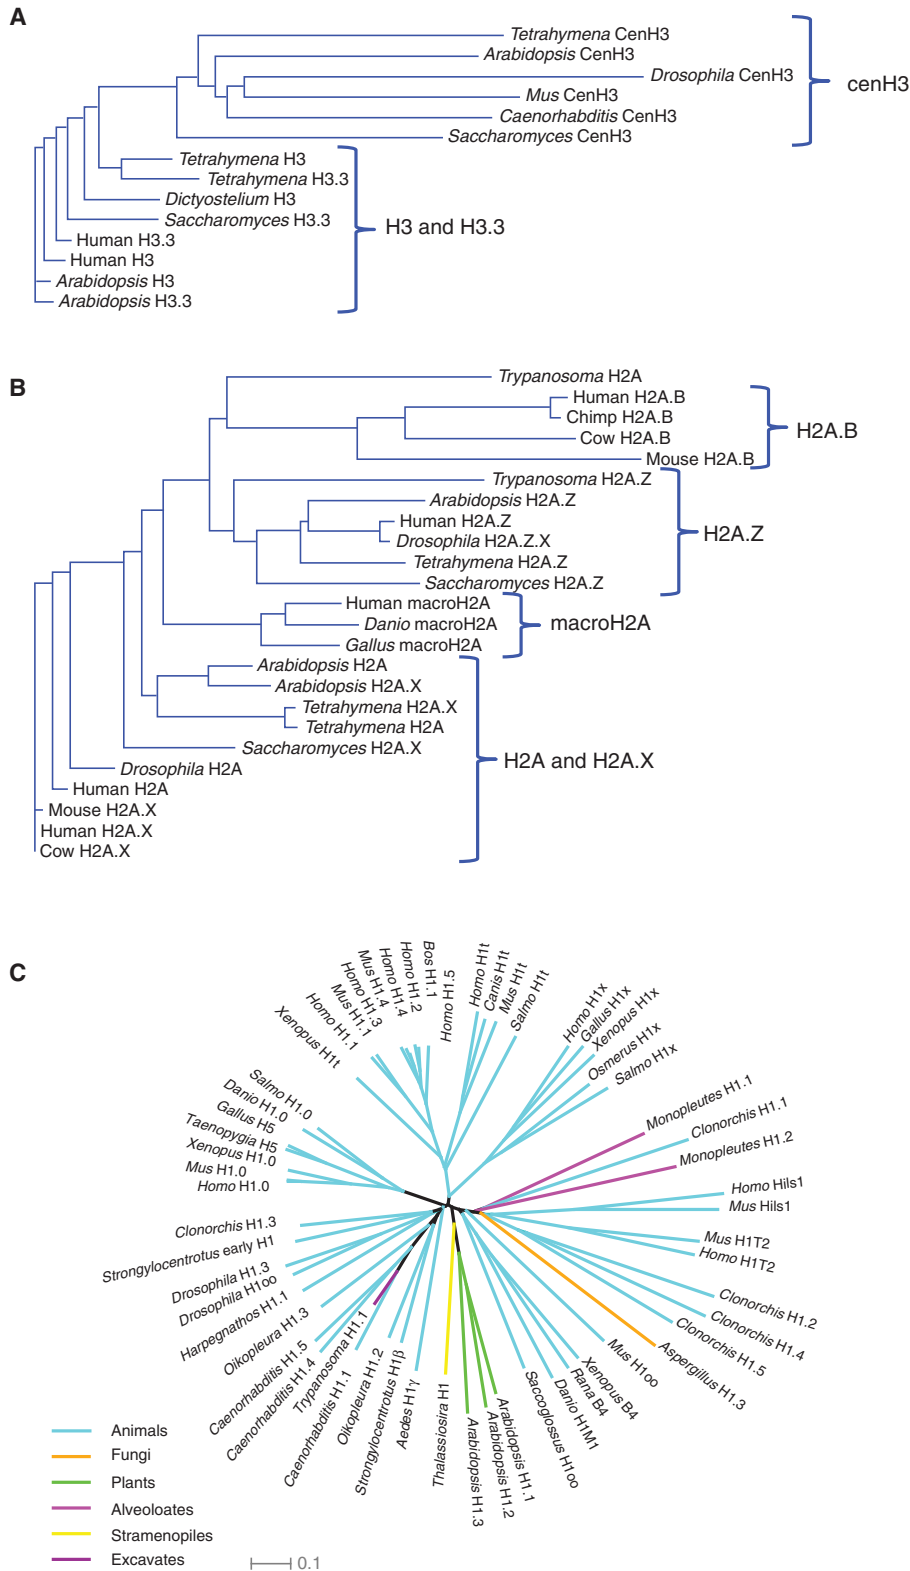 A
Tetrahymena CenH3
Arabidopsis CenH3
Drosophila CenH3
Mus CenH3
Caenorhabditis CenH3
Saccharomyces CenH3
cenH3
Tetrahymena H3
Tetrahymena H3.3
Dictyostelium H3
Saccharomyces H3.3
Human H3.3
Human H3
Arabidopsis H3
Arabidopsis H3.3
H3 and H3.3
B
Trypanosoma H2A
Human H2A.B
Chimp H2A.B
Cow H2A.B
Mouse H2A.B
H2A.B
Trypanosoma H2A.Z
Arabidopsis H2A.Z
Human H2A.Z
Drosophila H2A.Z.X
Tetrahymena H2A.Z
Saccharomyces H2A.Z
H2A.Z
Human macroH2A
Danio macroH2A
Gallus macroH2A
macroH2A
Arabidopsis H2A
Arabidopsis H2A.X
Tetrahymena H2A.X
Tetrahymena H2A
Saccharomyces H2A.X
Drosophila H2A
Human H2A
Mouse H2A.X
Human H2A.X
Cow H2A.X
H2A and H2A.X
C
Xenopus H1t
Homo H1.1
Mus H1.1
Homo H1.3
Mus H1.4
Homo H1.4
Homo H1.2
Bos H1.1
Homo H1.5
Homo H1t
Canis H1t
Mus H1t
Salmo H1t
Homo H1x
Gallus H1x
Xenopus H1x
Osmerus H1x
Salmo H1x
Monopleutes H1.1
Clonorchis H1.1
Monopleutes H1.2
Homo Hils1
Mus Hils1
Mus H1T2
Homo H1T2
Clonorchis H1.2
Clonorchis H1.4
Clonorchis H1.5
Aspergillus H1.3
Mus H1oo
Xenopus B4
Rana B4
Danio H1M1
Saccoglossus H1oo
Arabidopsis H1.1
Arabidopsis H1.2
Arabidopsis H1.3
Thalassiosira H1
Aedes H1γ
Strongylocentrotus H1β
Oikopleura H1.2
Caenorhabditis H1.1
Trypanosoma H1.1
Caenorhabditis H1.4
Caenorhabditis H1.5
Oikopleura H1.3
Harpegnathos H1.1
Drosophila H1oo
Drosophila H1.3
Strongylocentrotus early H1
Clonorchis H1.3
Homo H1.0
Mus H1.0
Xenopus H1.0
Taenopygia H5
Gallus H5
Danio H1.0
Salmo H1.0
Animals
Fungi
Plants
Alveoloates
Stramenopiles
Excavates
0.1